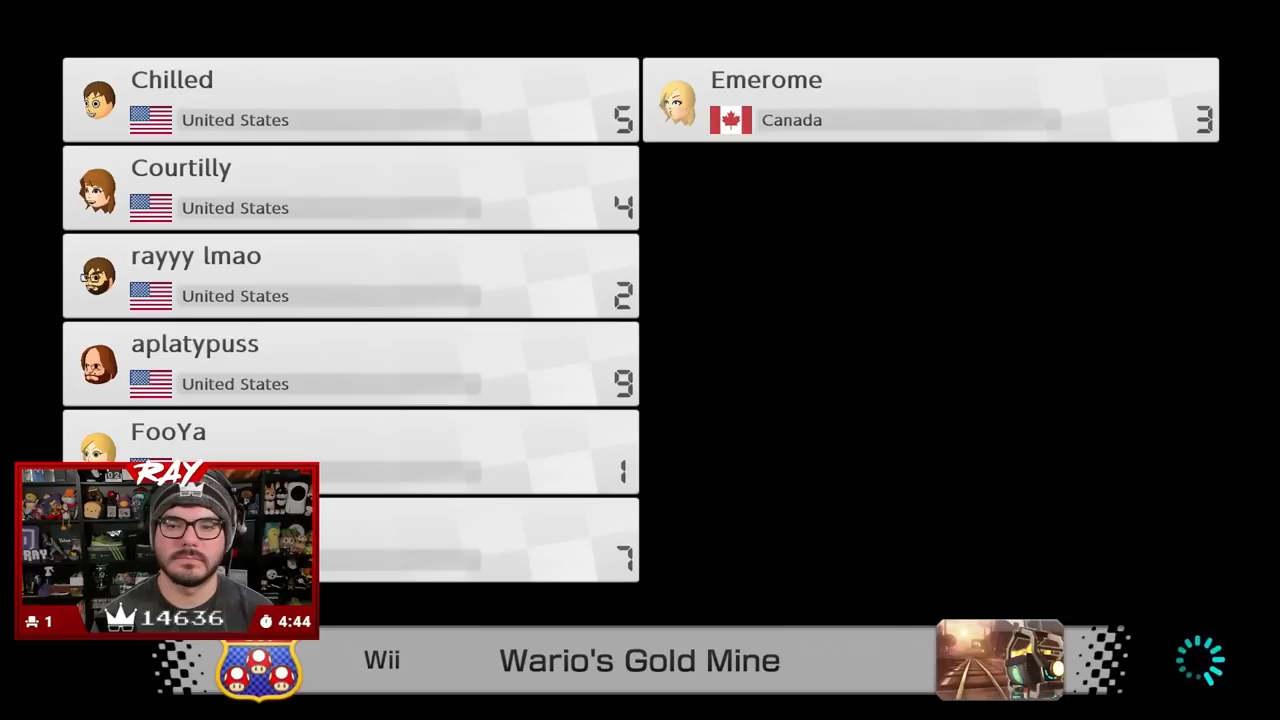 Chilled
United States
5
Courtilly
United States
4
rayyy lmao
United States
2
aplatypuss
United States
9
FooYa
1
7
Emerome
Canada
3
RAY
1
14636
4:44
Wii
Wario's Gold Mine